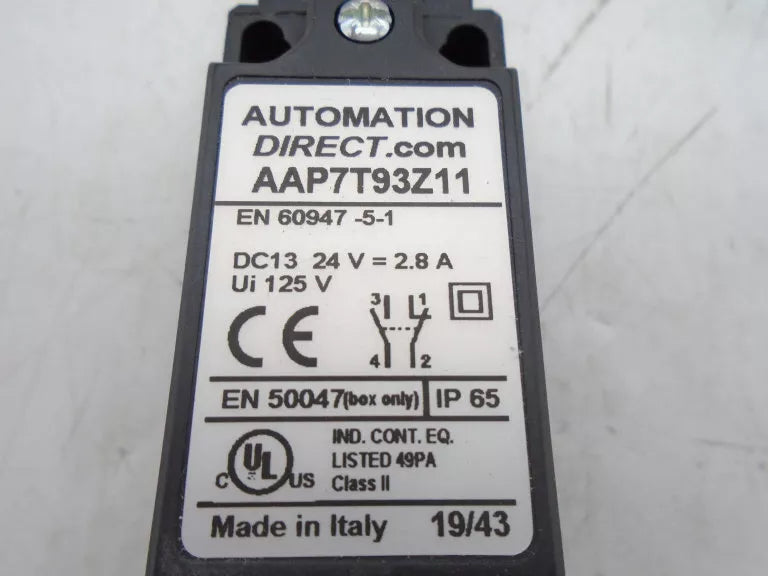 AUTOMATION
DIRECT.com
AAP7T93Z11
EN 60947 -5-1
DC13 24 V = 2.8 A
Ui 125 V
CE
3 1
4 2
EN 50047(box only) IP 65
C UL US
IND. CONT. EQ.
LISTED 49PA
Class II
Made in Italy 19/43